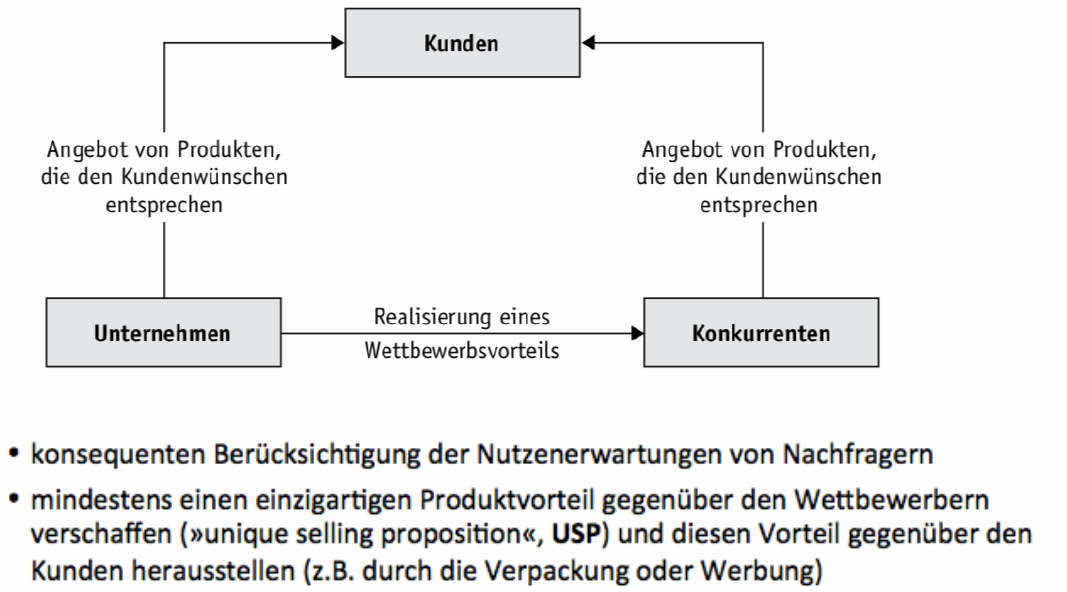 Kunden
Angebot von Produkten,
die den Kundenwünschen
entsprechen
Angebot von Produkten,
die den Kundenwünschen
entsprechen
Unternehmen
Realisierung eines
Wettbewerbsvorteils
Konkurrenten
• konsequenten Berücksichtigung der Nutzenerwartungen von Nachfragern
• mindestens einen einzigartigen Produktvorteil gegenüber den Wettbewerbern
verschaffen (»unique selling proposition«, USP) und diesen Vorteil gegenüber den
Kunden herausstellen (z.B. durch die Verpackung oder Werbung)